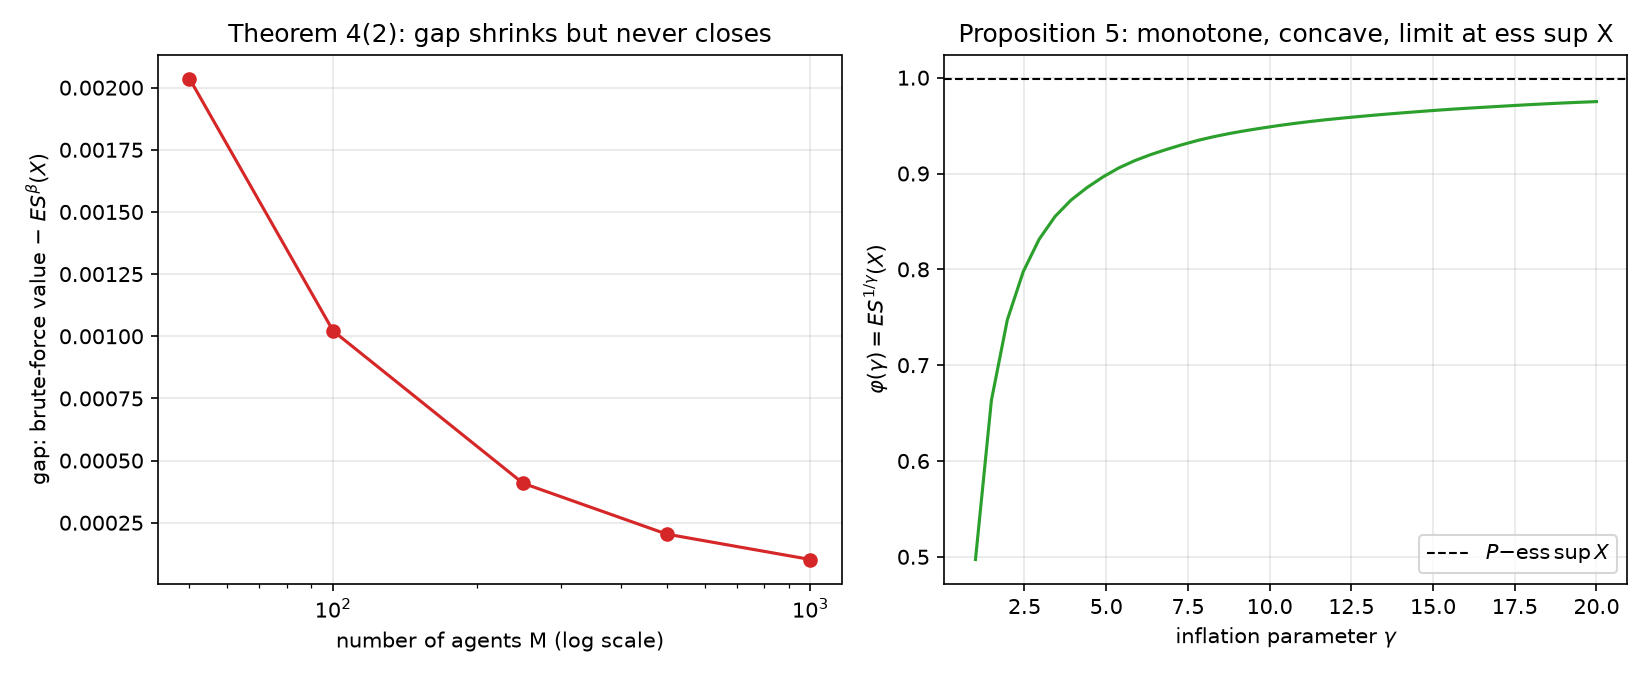 Theorem 4(2): gap shrinks but never closes
gap: brute-force value − ES^β(X)
0.00200
0.00175
0.00150
0.00125
0.00100
0.00075
0.00050
0.00025
10²
10³
number of agents M (log scale)
Proposition 5: monotone, concave, limit at ess sup X
φ(γ) = ES^{1/γ}(X)
1.0
0.9
0.8
0.7
0.6
0.5
P−ess sup X
2.5 5.0 7.5 10.0 12.5 15.0 17.5 20.0
inflation parameter γ